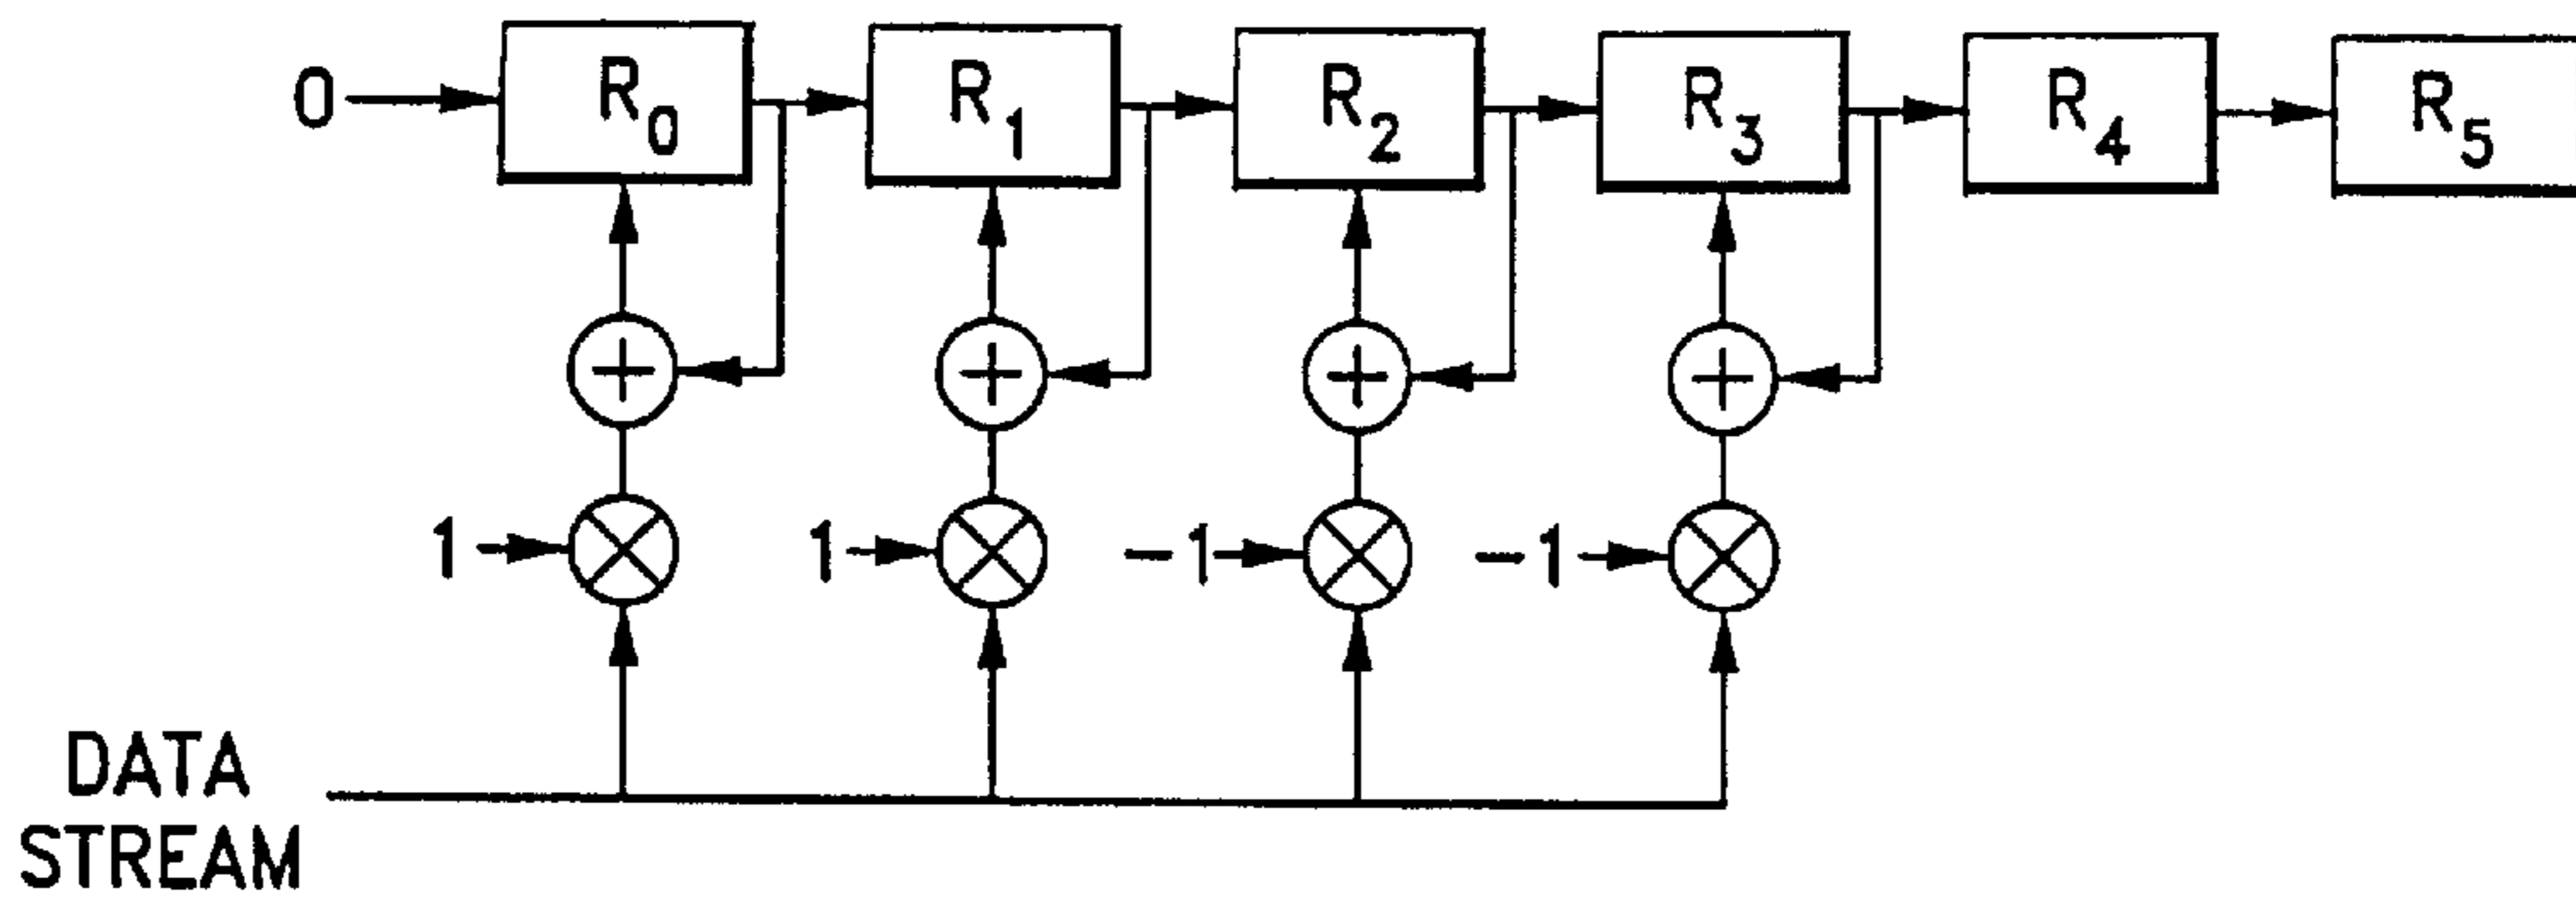 0 R0 R1 R2 R3 R4 R5
+ + + +
1 1 -1 -1
DATA
STREAM